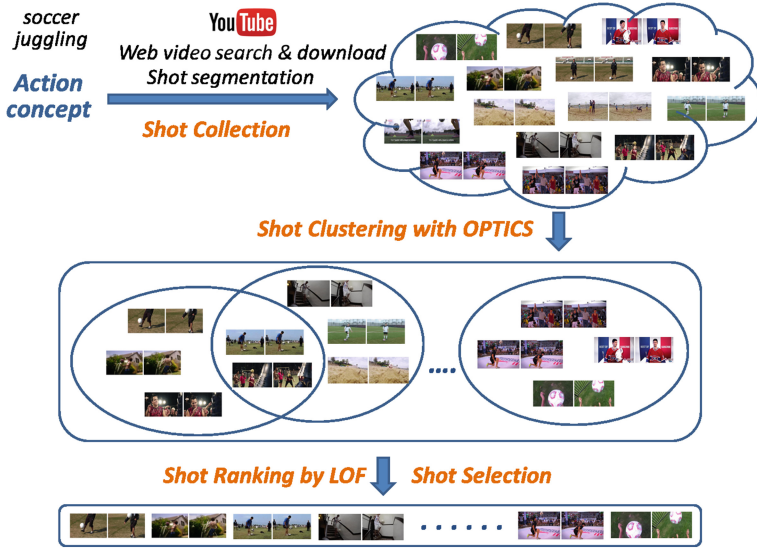 soccer
juggling
Action
concept
YouTube
Web video search & download
Shot segmentation
Shot Collection
Shot Clustering with OPTICS
....
Shot Ranking by LOF
Shot Selection
. . . . . .